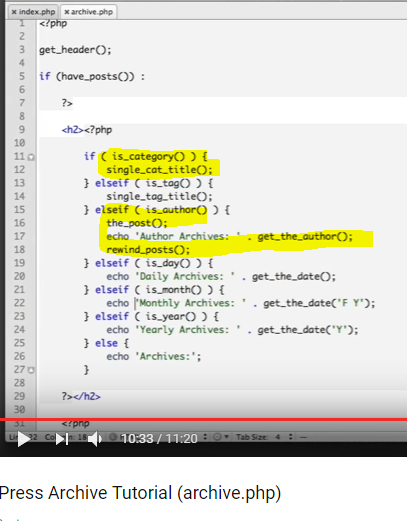 × index.php × archive.php
1 <?php
2
3 get_header();
4
5 if (have_posts()) :
6
7 ?>
8
9 <h2><?php
10
11 if ( is_category() ) {
12 single_cat_title();
13 } elseif ( is_tag() ) {
14 single_tag_title();
15 } elseif ( is_author() ) {
16 the_post();
17 echo 'Author Archives: ' . get_the_author();
18 rewind_posts();
19 } elseif ( is_day() ) {
20 echo 'Daily Archives: ' . get_the_date();
21 } elseif ( is_month() ) {
22 echo 'Monthly Archives: ' . get_the_date('F Y');
23 } elseif ( is_year() ) {
24 echo 'Yearly Archives: ' . get_the_date('Y');
25 } else {
26 echo 'Archives:';
27 }
28
29 ?></h2>
30
31 <?php
10:33 / 11:20 Tab Size: 4
Press Archive Tutorial (archive.php)